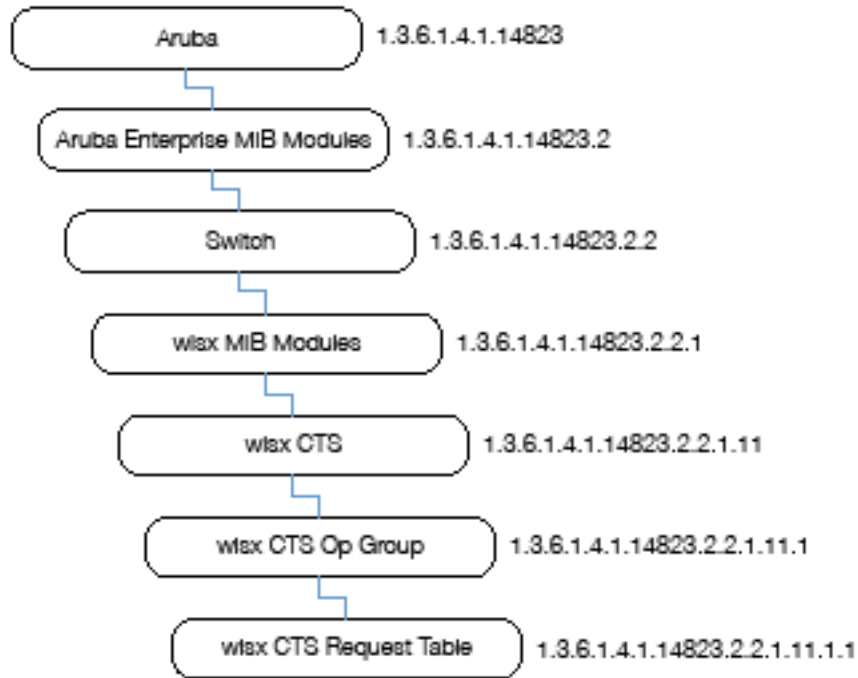 Aruba 1.3.6.1.4.1.14823
Aruba Enterprise MIB Modules 1.3.6.1.4.1.14823.2
Switch 1.3.6.1.4.1.14823.2.2
wlsx MIB Modules 1.3.6.1.4.1.14823.2.2.1
wlsx CTS 1.3.6.1.4.1.14823.2.2.1.11
wlsx CTS Op Group 1.3.6.1.4.1.14823.2.2.1.11.1
wlsx CTS Request Table 1.3.6.1.4.1.14823.2.2.1.11.1.1